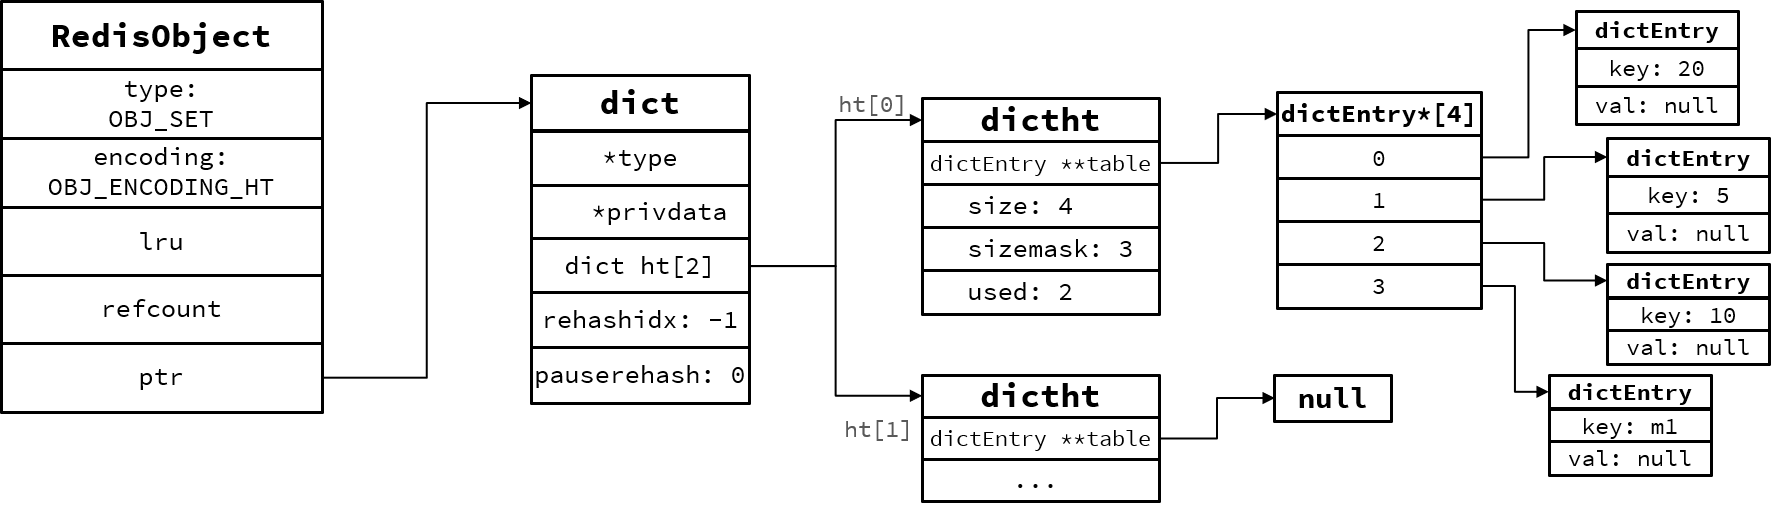 RedisObject
type:
OBJ_SET
encoding:
OBJ_ENCODING_HT
lru
refcount
ptr
dict
*type
*privdata
dict ht[2]
rehashidx: -1
pauserehash: 0
ht[0]
dictht
dictEntry **table
size: 4
sizemask: 3
used: 2
ht[1]
dictht
dictEntry **table
...
dictEntry*[4]
0
1
2
3
null
dictEntry
key: 20
val: null
dictEntry
key: 5
val: null
dictEntry
key: 10
val: null
dictEntry
key: m1
val: null